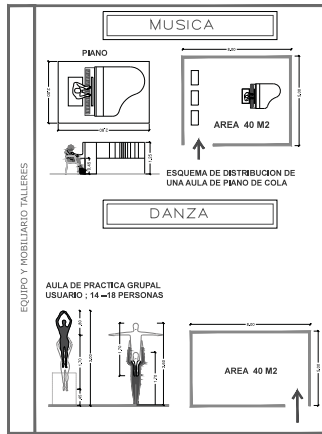 MUSICA
PIANO
AREA 40 M2
ESQUEMA DE DISTRIBUCION DE
UNA AULA DE PIANO DE COLA
DANZA
EQUIPO Y MOBILIARIO TALLERES
AULA DE PRACTICA GRUPAL
USUARIO ; 14 –18 PERSONAS
AREA 40 M2